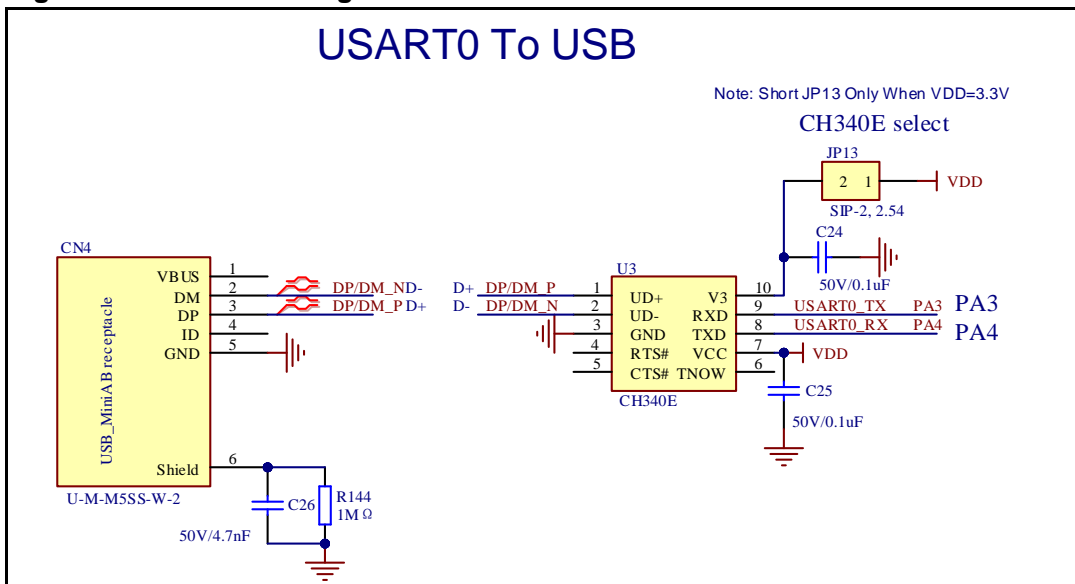 USART0 To USB
Note: Short JP13 Only When VDD=3.3V
CH340E select
JP13
2 1
VDD
SIP-2, 2.54
C24
50V/0.1uF
CN4
USB_MiniAB receptacle
VBUS 1
DM 2
DP 3
ID 4
GND 5
Shield 6
U-M-M5SS-W-2
DP/DM_N D-
DP/DM_P D+
D+ DP/DM_P
D- DP/DM_N
U3
1 UD+ V3 10
2 UD- RXD 9
3 GND TXD 8
4 RTS# VCC 7
5 CTS# TNOW 6
CH340E
USART0_TX PA3 PA3
USART0_RX PA4 PA4
VDD
C25
50V/0.1uF
C26
50V/4.7nF
R144
1MΩ